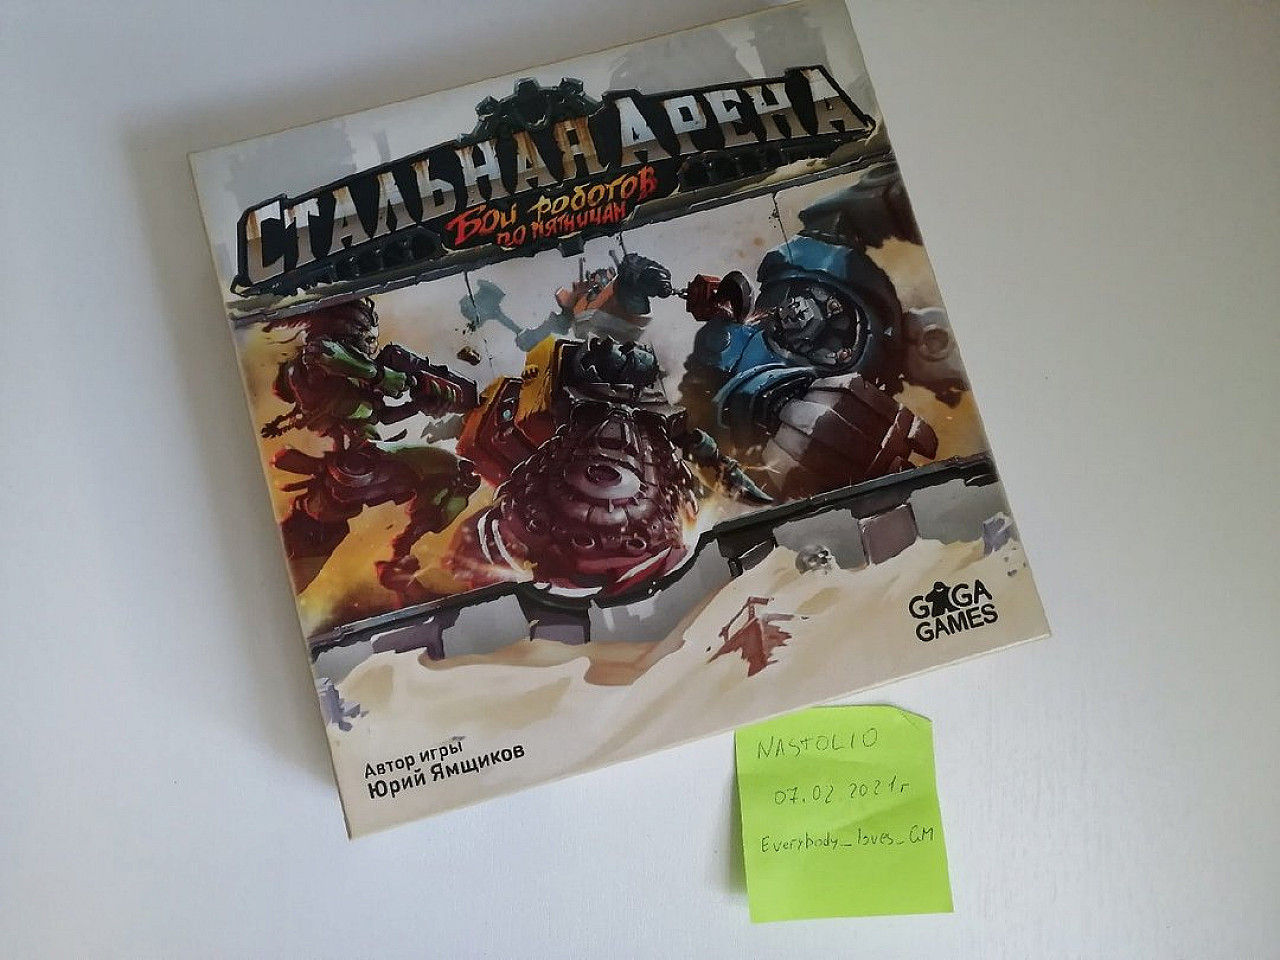 Стальная Арена
Бои роботов
по пятницам
GAGA
GAMES
Автор игры
Юрий Ямщиков
NASTOLIO
07.02.2021г
Everybody_loves_GM